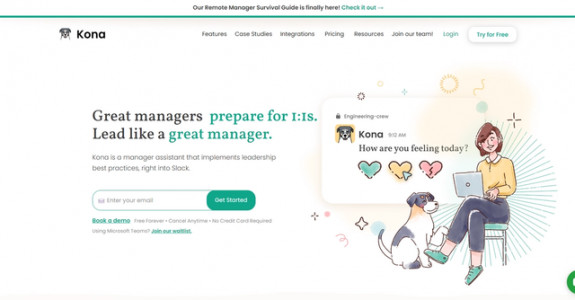 Our Remote Manager Survival Guide is finally here! Check it out →
Kona
Features Case Studies Integrations Pricing Resources Join our team! Login Try for Free
Great managers prepare for 1:1s.
Lead like a great manager.
Kona is a manager assistant that implements leadership
best practices, right into Slack.
Enter your email Get Started
Book a demo Free Forever • Cancel Anytime • No Credit Card Required
Using Microsoft Teams? Join our waitlist.
Engineering-crew
Kona 9:12 AM
How are you feeling today?